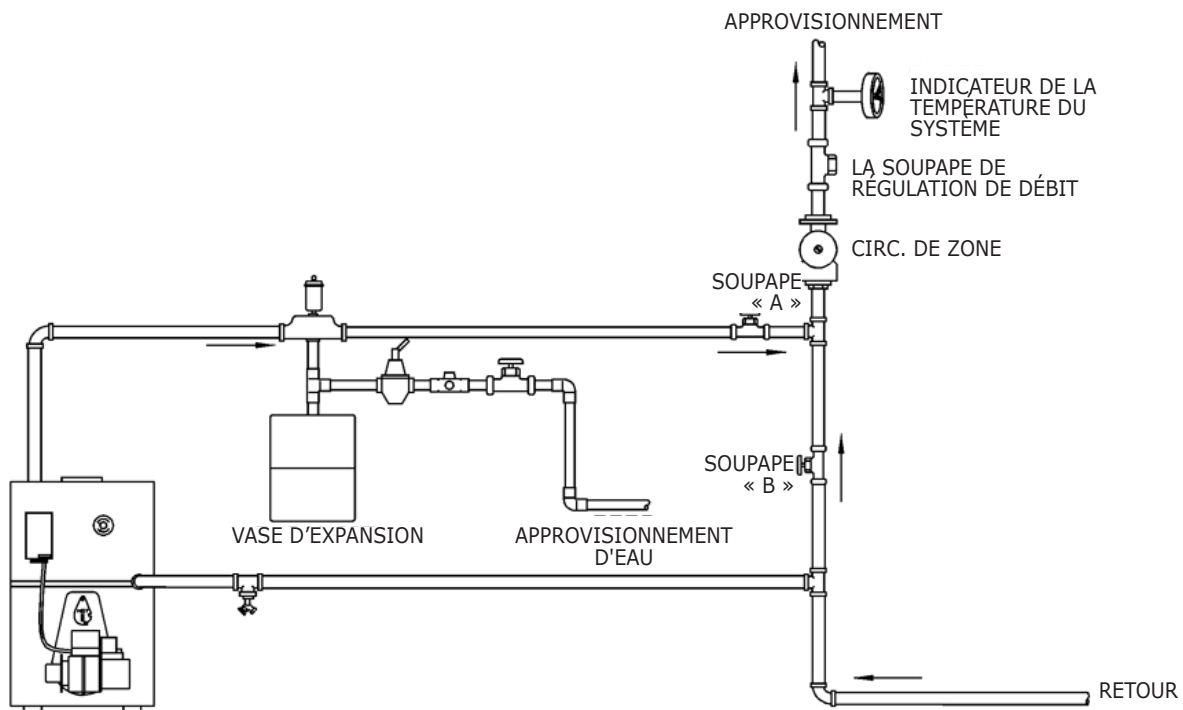 APPROVISIONNEMENT
INDICATEUR DE LA
TEMPÉRATURE DU
SYSTÈME
LA SOUPAPE DE
RÉGULATION DE DÉBIT
CIRC. DE ZONE
SOUPAPE
« A »
SOUPAPE
« B »
VASE D'EXPANSION
APPROVISIONNEMENT
D'EAU
RETOUR